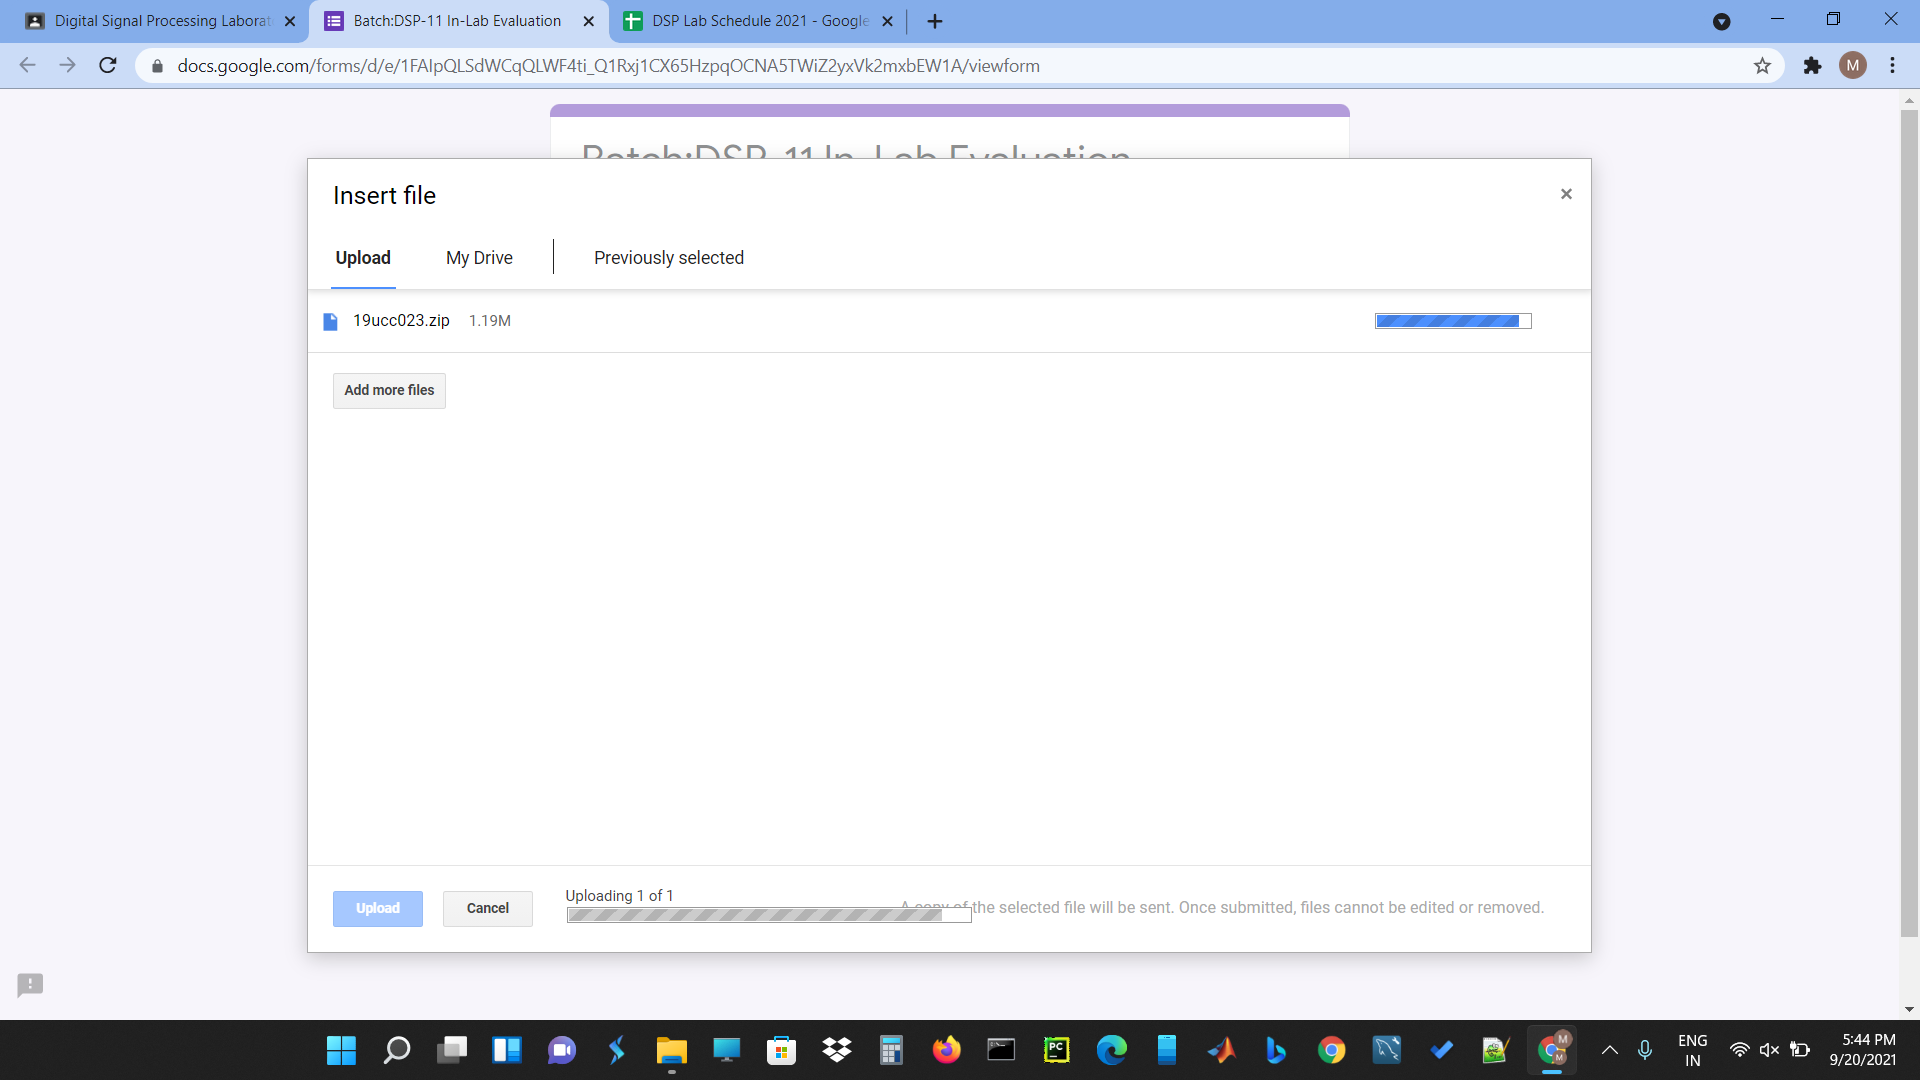 Digital Signal Processing Laborat
Batch:DSP-11 In-Lab Evaluation
DSP Lab Schedule 2021 - Google
docs.google.com/forms/d/e/1FAIpQLSdWCqQLWF4ti_Q1Rxj1CX65HzpqOCNA5TWiZ2yxVk2mxbEW1A/viewform
M
Batch:DSP-11 In-Lab Evaluation
Insert file
Upload
My Drive
Previously selected
19ucc023.zip 1.19M
Add more files
Upload
Cancel
Uploading 1 of 1
A copy of the selected file will be sent. Once submitted, files cannot be edited or removed.
PC
M
M
ENG
IN
5:44 PM
9/20/2021